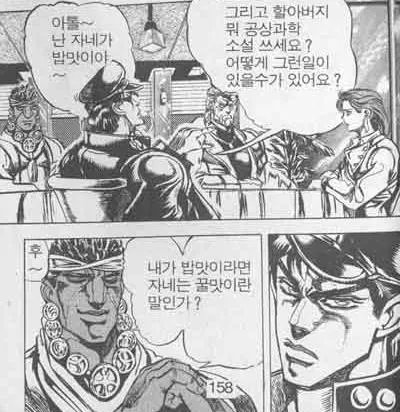 아톨~
난 자네가
밥맛이야
~
그리고 할아버지
뭐 공상과학
소설 쓰세요?
어떻게 그런일이
있을수가 있어요?
후
~
내가 밥맛이라면
자네는 꿀맛이란
말인가?
158